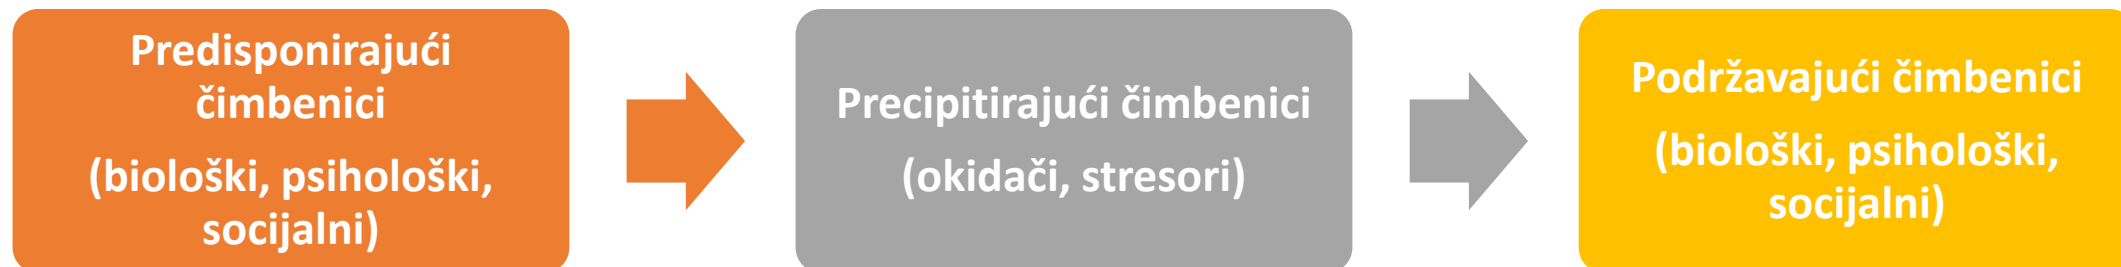 Predisponirajući
čimbenici
(biološki, psihološki,
socijalni)
Precipitirajući čimbenici
(okidači, stresori)
Podržavajući čimbenici
(biološki, psihološki,
socijalni)